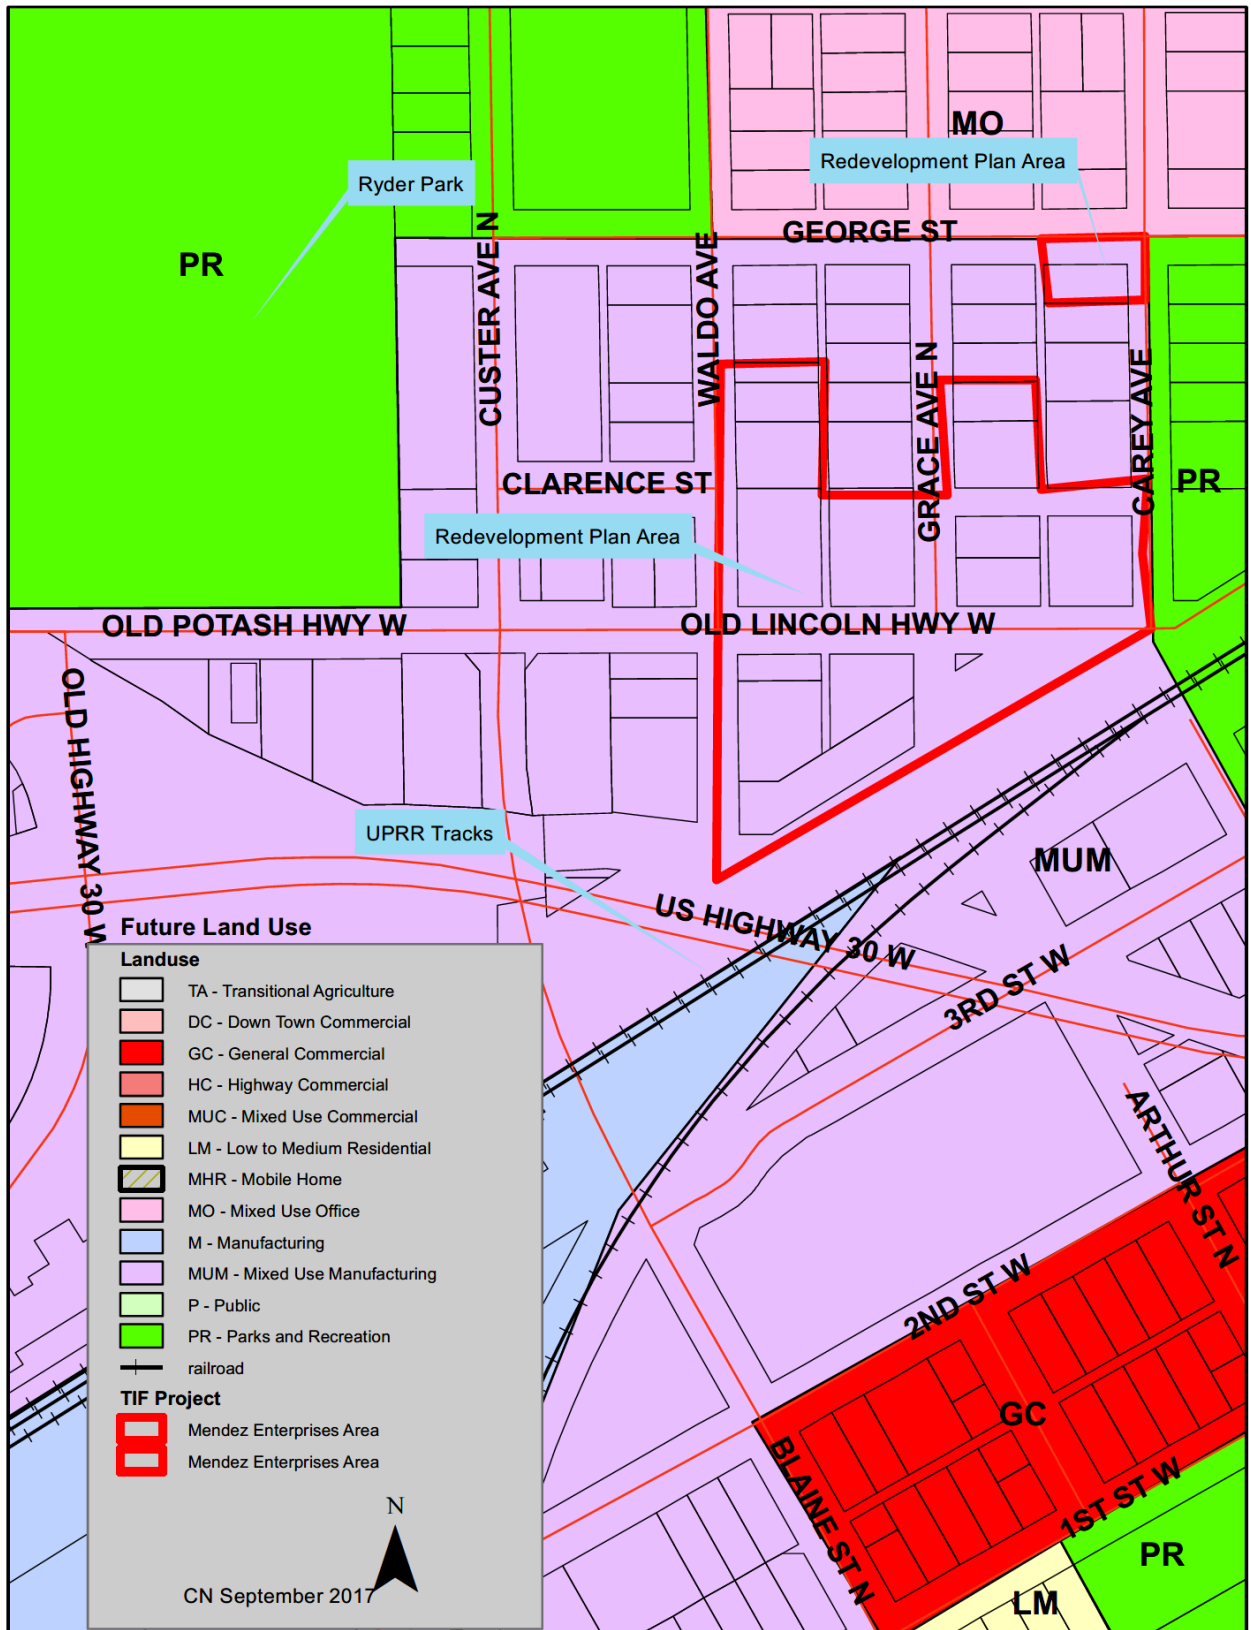 MO
Redevelopment Plan Area
Ryder Park
PR
GEORGE ST
CUSTER AVE N
WALDO AVE
GRACE AVE N
CAREY AVE
CLARENCE ST
PR
Redevelopment Plan Area
OLD POTASH HWY W
OLD LINCOLN HWY W
OLD HIGHWAY 30 W
UPRR Tracks
MUM
US HIGHWAY 30 W
3RD ST W
ARTHUR ST N
2ND ST W
GC
BLAINE ST N
1ST ST W
PR
LM
Future Land Use
Landuse
TA - Transitional Agriculture
DC - Down Town Commercial
GC - General Commercial
HC - Highway Commercial
MUC - Mixed Use Commercial
LM - Low to Medium Residential
MHR - Mobile Home
MO - Mixed Use Office
M - Manufacturing
MUM - Mixed Use Manufacturing
P - Public
PR - Parks and Recreation
railroad
TIF Project
Mendez Enterprises Area
Mendez Enterprises Area
N
CN September 2017